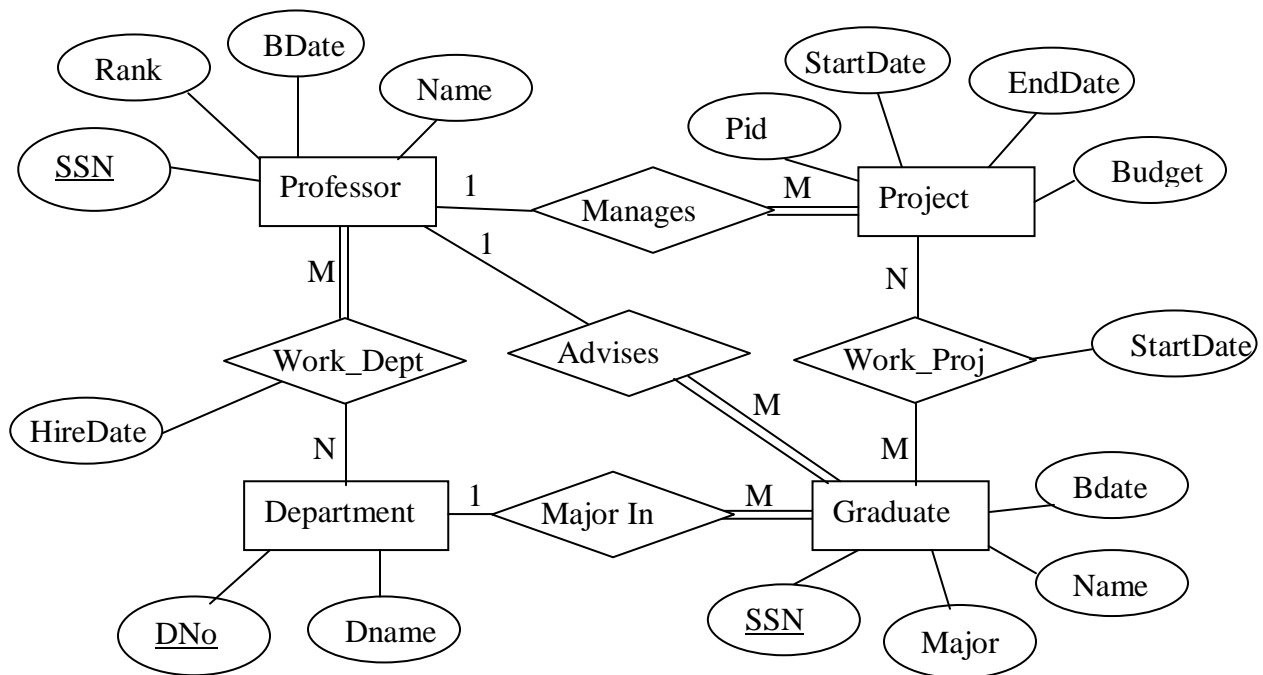 BDate
StartDate
Rank
EndDate
Name
Pid
SSN
Budget
Professor
1
M
Project
Manages
1
M
N
Work_Dept
Advises
Work_Proj
StartDate
M
HireDate
N
M
Bdate
1
M
Department
Major In
Graduate
Name
DNo
Dname
SSN
Major